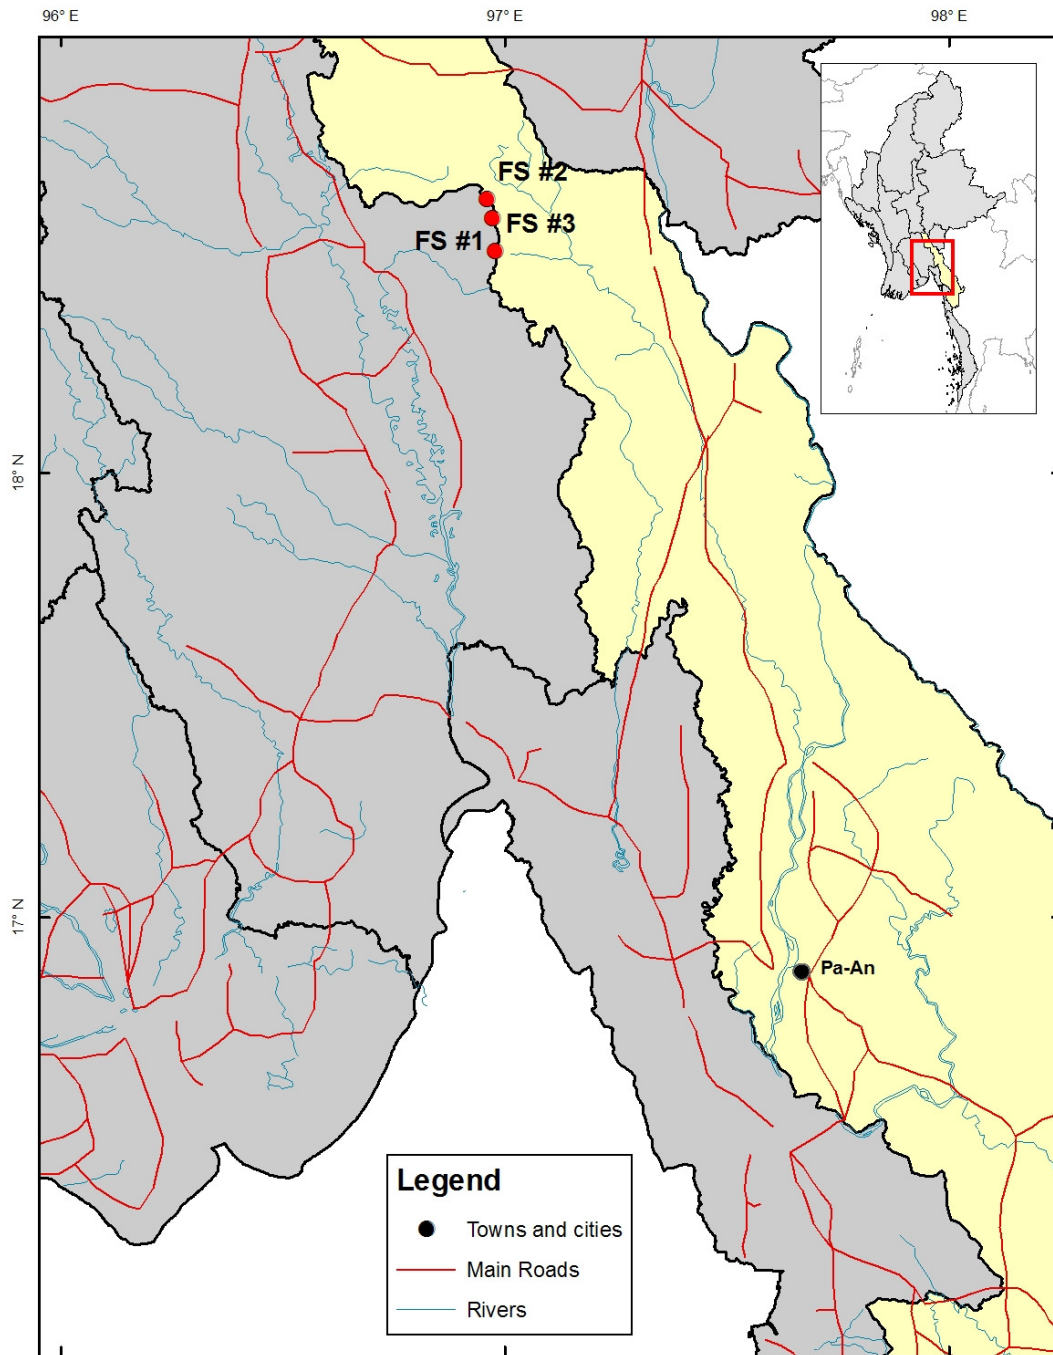 96° E
97° E
98° E
FS #2
FS #3
FS #1
18° N
17° N
Pa-An
Legend
Towns and cities
Main Roads
Rivers